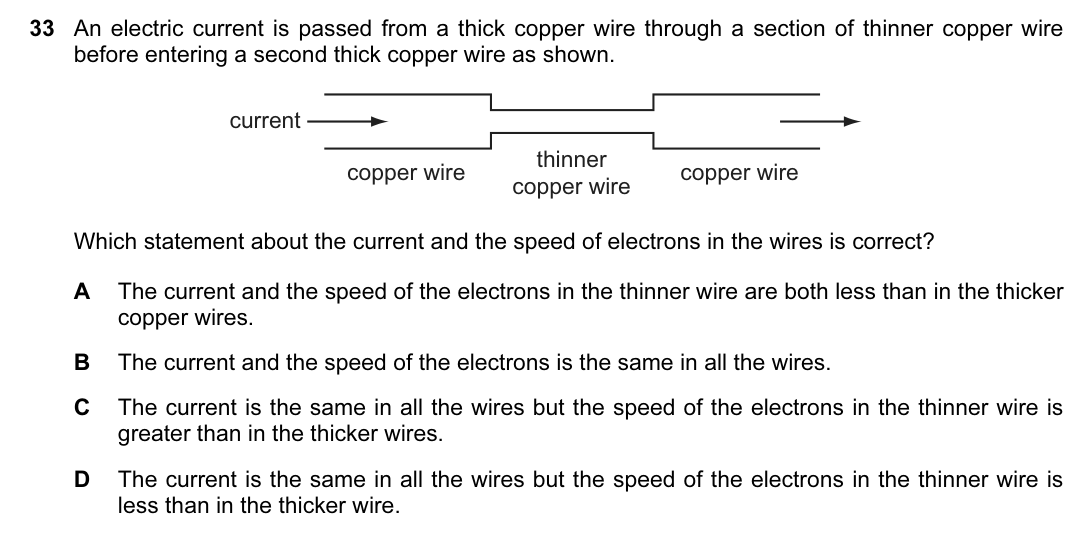 33 An electric current is passed from a thick copper wire through a section of thinner copper wire
before entering a second thick copper wire as shown.
current
copper wire
thinner
copper wire
copper wire
Which statement about the current and the speed of electrons in the wires is correct?
A The current and the speed of the electrons in the thinner wire are both less than in the thicker
copper wires.
B The current and the speed of the electrons is the same in all the wires.
C The current is the same in all the wires but the speed of the electrons in the thinner wire is
greater than in the thicker wires.
D The current is the same in all the wires but the speed of the electrons in the thinner wire is
less than in the thicker wire.